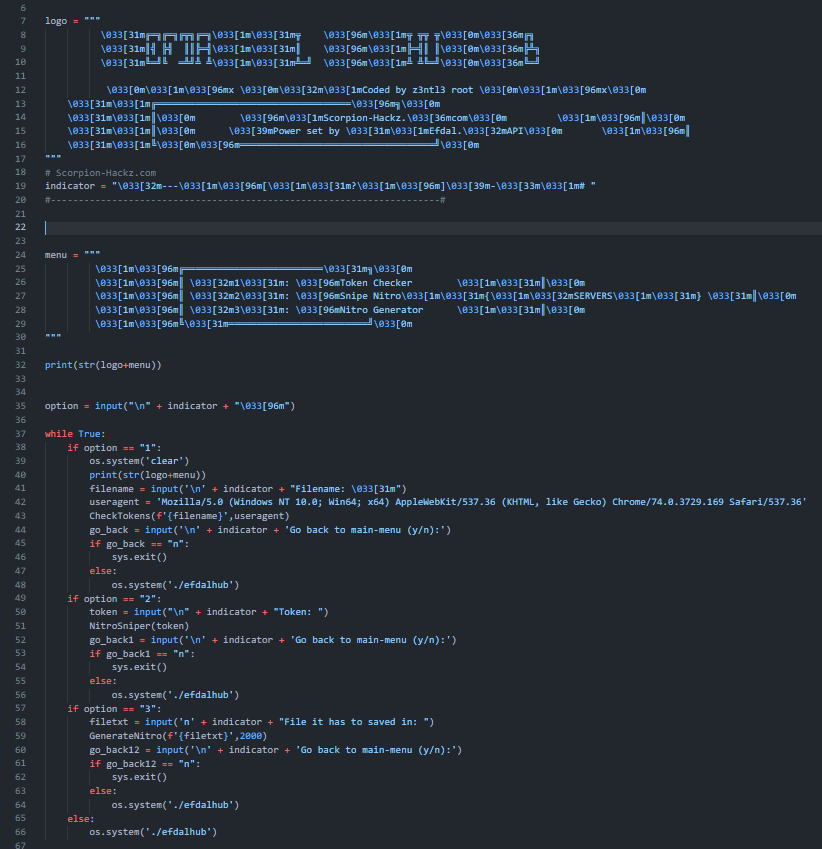 6
7 logo = """
8 \033[31m╔═╗╔═╗╔╦╗╔═╗\033[1m\033[31m╦ \033[96m\033[1m╦ ╦╦ ╦\033[0m\033[36m╔╗
9 \033[31m║╣ ╠╣ ║║╠═╣\033[1m\033[31m║ \033[96m\033[1m╠═╣║ ║\033[0m\033[36m╠╩╗
10 \033[31m╚═╝╚ ═╩╝╩ ╩\033[1m\033[31m╩═╝ \033[96m\033[1m╩ ╩╚═╝\033[0m\033[36m╚═╝
11
12 \033[0m\033[1m\033[96mx \033[0m\033[32m\033[1mCoded by z3ntl3 root \033[0m\033[1m\033[96mx\033[0m
13 \033[31m\033[1m╔═══════════════════════════════════\033[96m╗\033[0m
14 \033[31m\033[1m║\033[0m \033[96m\033[1mScorpion-Hackz.\033[36mcom\033[0m \033[1m\033[96m║\033[0m
15 \033[31m\033[1m║\033[0m \033[39mPower set by \033[31m\033[1mEfdal.\033[32mAPI\033[0m \033[1m\033[96m║
16 \033[31m\033[1m╚\033[0m\033[96m═══════════════════════════════════╝\033[0m
17 """
18 # Scorpion-Hackz.com
19 indicator = "\033[32m---\033[1m\033[96m[\033[1m\033[31m?\033[1m\033[96m]\033[39m-\033[33m\033[1m# "
20 #----------------------------------------------------------------------#
21
22
23
24 menu = """
25 \033[1m\033[96m╔═════════════════════════\033[31m╗\033[0m
26 \033[1m\033[96m║ \033[32m1\033[31m: \033[96mToken Checker \033[1m\033[31m║\033[0m
27 \033[1m\033[96m║ \033[32m2\033[31m: \033[96mSnipe Nitro\033[1m\033[31m{\033[1m\033[32mSERVERS\033[1m\033[31m} \033[31m║\033[0m
28 \033[1m\033[96m║ \033[32m3\033[31m: \033[96mNitro Generator \033[1m\033[31m║\033[0m
29 \033[1m\033[96m╚\033[31m═════════════════════════╝\033[0m
30 """
31
32 print(str(logo+menu))
33
34
35 option = input("\n" + indicator + "\033[96m")
36
37 while True:
38 if option == "1":
39 os.system('clear')
40 print(str(logo+menu))
41 filename = input('\n' + indicator + "Filename: \033[31m")
42 useragent = 'Mozilla/5.0 (Windows NT 10.0; Win64; x64) AppleWebKit/537.36 (KHTML, like Gecko) Chrome/74.0.3729.169 Safari/537.36'
43 CheckTokens(f'{filename}',useragent)
44 go_back = input('\n' + indicator + 'Go back to main-menu (y/n):')
45 if go_back == "n":
46 sys.exit()
47 else:
48 os.system('./efdalhub')
49 if option == "2":
50 token = input("\n" + indicator + "Token: ")
51 NitroSniper(token)
52 go_back1 = input('\n' + indicator + 'Go back to main-menu (y/n):')
53 if go_back1 == "n":
54 sys.exit()
55 else:
56 os.system('./efdalhub')
57 if option == "3":
58 filetxt = input('n' + indicator + "File it has to saved in: ")
59 GenerateNitro(f'{filetxt}',2000)
60 go_back12 = input('\n' + indicator + 'Go back to main-menu (y/n):')
61 if go_back12 == "n":
62 sys.exit()
63 else:
64 os.system('./efdalhub')
65 else:
66 os.system('./efdalhub')
67